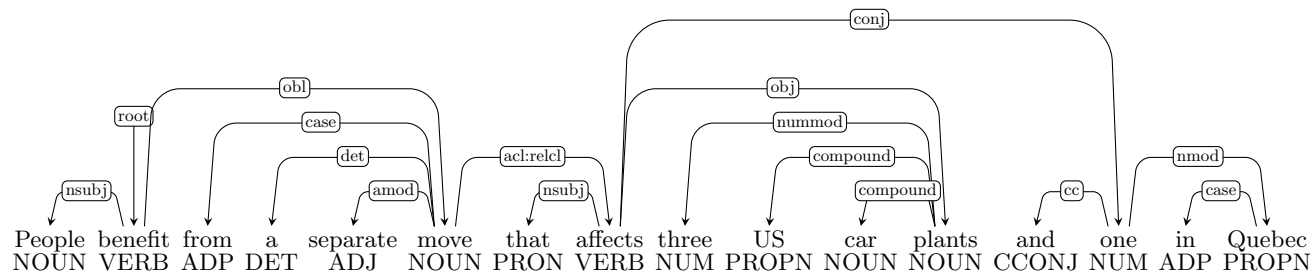 conj
obl obj
root case nummod
det acl:relcl compound nmod
nsubj amod nsubj compound cc case
People benefit from a separate move that affects three US car plants and one in Quebec
NOUN VERB ADP DET ADJ NOUN PRON VERB NUM PROPN NOUN NOUN CCONJ NUM ADP PROPN